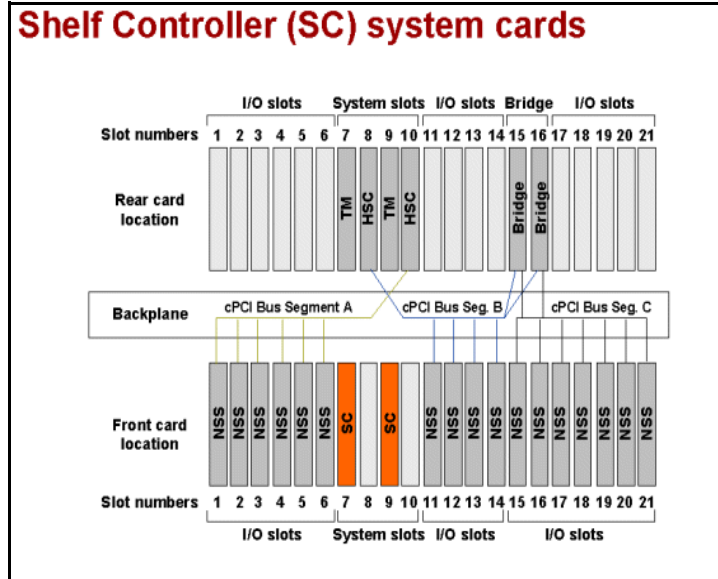 Shelf Controller (SC) system cards
I/O slots System slots I/O slots Bridge I/O slots
Slot numbers 1 2 3 4 5 6 7 8 9 10 11 12 13 14 15 16 17 18 19 20 21
Rear card
location
TM HSC TM HSC Bridge Bridge
Backplane
cPCI Bus Segment A cPCI Bus Seg. B cPCI Bus Seg. C
Front card
location
NSS NSS NSS NSS NSS NSS SC SC NSS NSS NSS NSS NSS NSS NSS NSS NSS NSS NSS
Slot numbers 1 2 3 4 5 6 7 8 9 10 11 12 13 14 15 16 17 18 19 20 21
I/O slots System slots I/O slots I/O slots